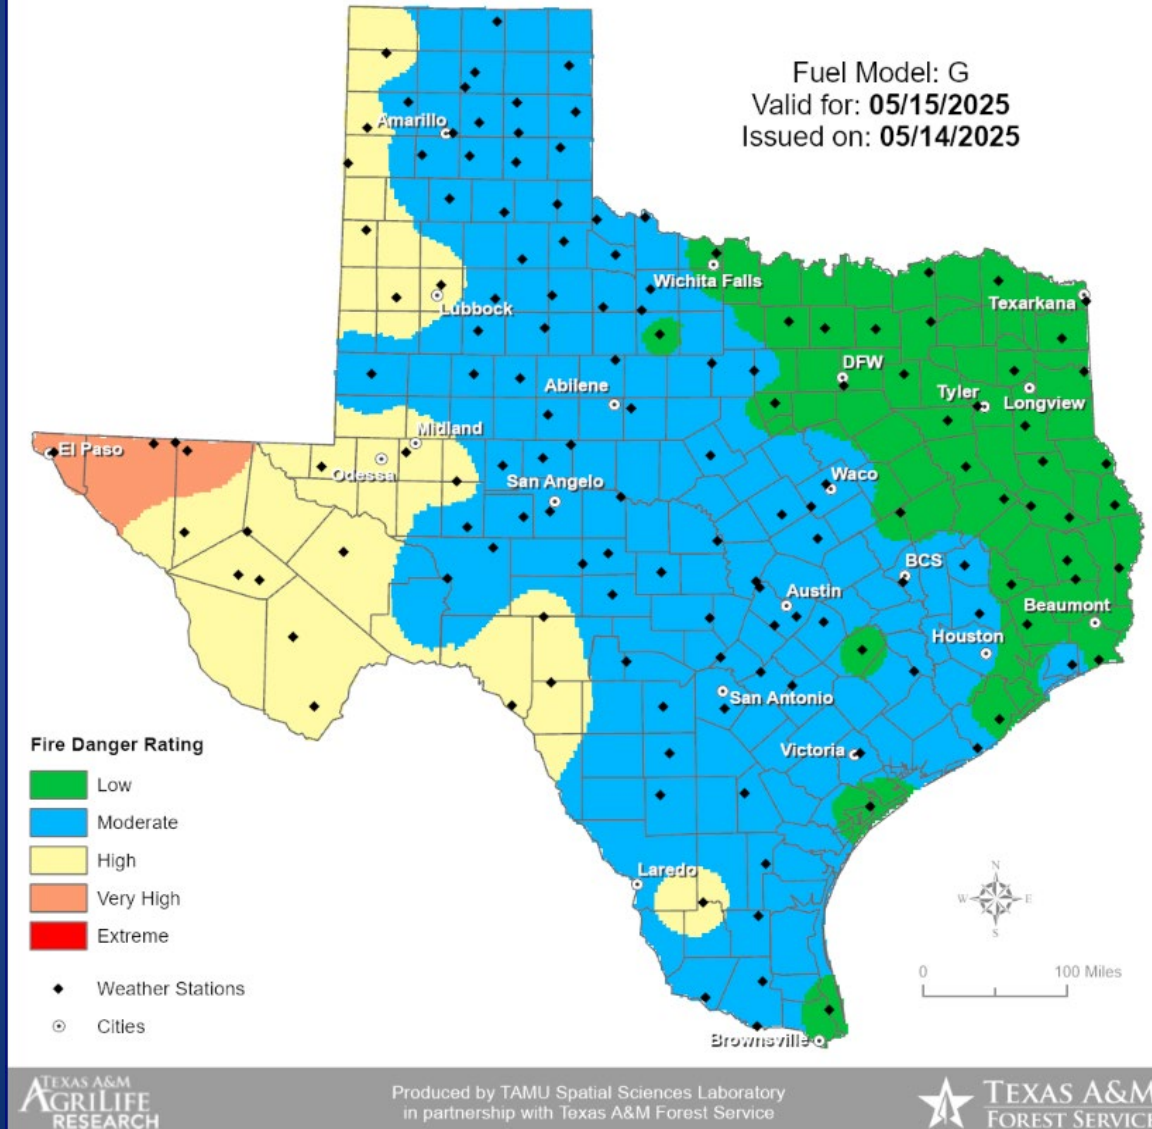 Fuel Model: G
Valid for: 05/15/2025
Issued on: 05/14/2025
Amarillo
Wichita Falls
Lubbock
Texarkana
DFW
Abilene
Tyler
Longview
Midland
El Paso
Odessa
San Angelo
Waco
BCS
Austin
Beaumont
Houston
San Antonio
Victoria
Laredo
Brownsville
Fire Danger Rating
Low
Moderate
High
Very High
Extreme
Weather Stations
Cities
N
W E
S
0 100 Miles
TEXAS A&M
AGRILIFE
RESEARCH
Produced by TAMU Spatial Sciences Laboratory
in partnership with Texas A&M Forest Service
TEXAS A&M
FOREST SERVICE